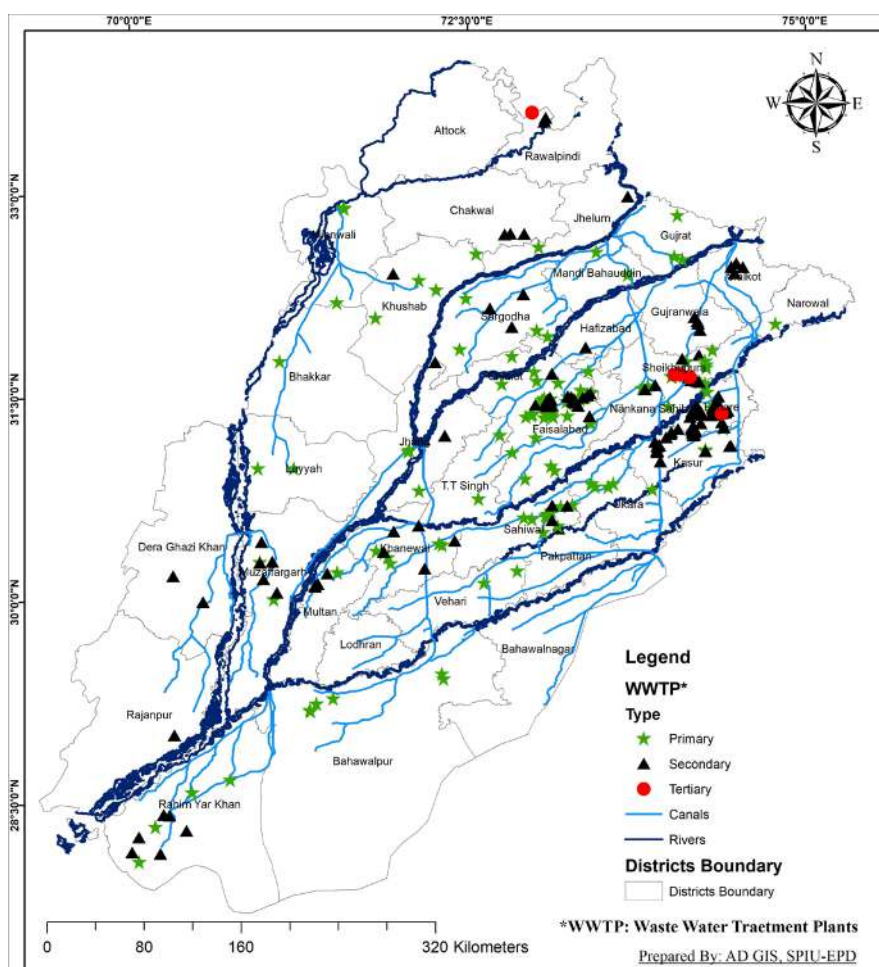 70°0'0"E 72°30'0"E 75°0'0"E
N
W E
S
Attock
Rawalpindi
33°0'0"N
Chakwal
Jhelum
Gujrat
Mandi Bahauddin
Khushab
Sargodha
Hafizabad
Gujranwala
Narowal
Bhakkar
Sheikhupura
31°30'0"N
Nankana Sahib
Faisalabad
Kasur
Layyah
T.T Singh
Dera Ghazi Khan
Sahiwal
Khanewal
Pakpattan
Muzaffargarh
30°0'0"N
Multan
Vehari
Lodhran
Bahawalnagar
Rajanpur
Bahawalpur
Rahim Yar Khan
28°30'0"N
Legend
WWTP*
Type
Primary
Secondary
Tertiary
Canals
Rivers
Districts Boundary
Districts Boundary
*WWTP: Waste Water Traetment Plants
0 80 160 320 Kilometers
Prepared By: AD GIS, SPIU-EPD